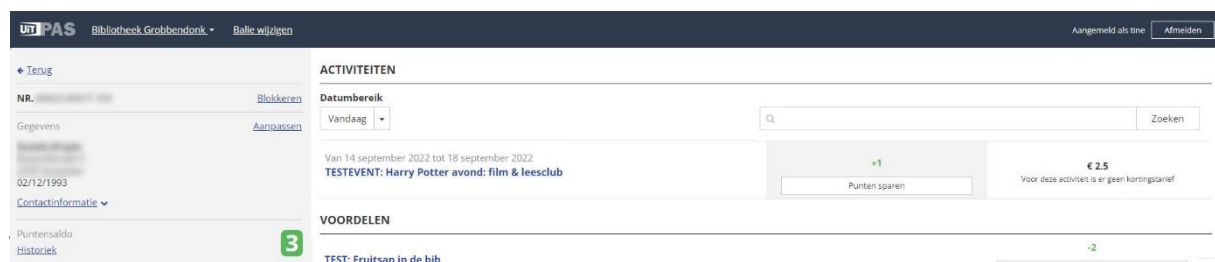 UiTPAS Bibliotheek Grobbendonk Balie wijzigen Aangemeld als tine Afmelden
Terug
NR. Blokkeren
Gegevens Aanpassen
02/12/1993
Contactinformatie
Puntensaldo
Historiek
3
ACTIVITEITEN
Datumbereik
Vandaag
Zoeken
Van 14 september 2022 tot 18 september 2022
TESTEVENT: Harry Potter avond: film & leesclub
+1
Punten sparen
€ 2.5
Voor deze activiteit is er geen kortingstarief
VOORDELEN
TEST: Fruitsap in de bib
-2